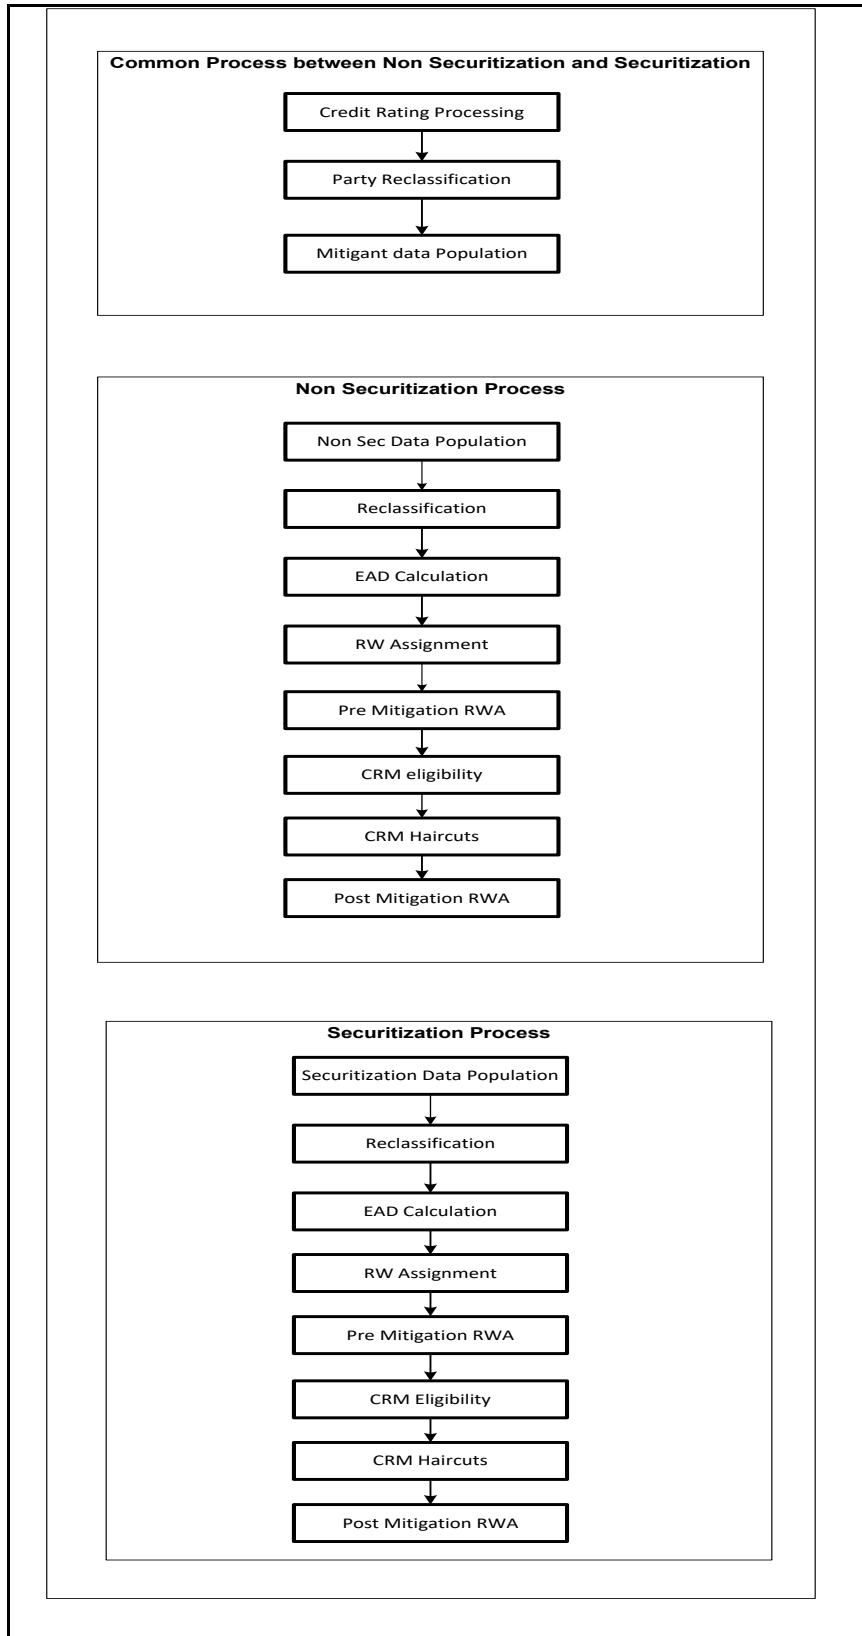 Common Process between Non Securitization and Securitization
Credit Rating Processing
Party Reclassification
Mitigant data Population
Non Securitization Process
Non Sec Data Population
Reclassification
EAD Calculation
RW Assignment
Pre Mitigation RWA
CRM eligibility
CRM Haircuts
Post Mitigation RWA
Securitization Process
Securitization Data Population
Reclassification
EAD Calculation
RW Assignment
Pre Mitigation RWA
CRM Eligibility
CRM Haircuts
Post Mitigation RWA